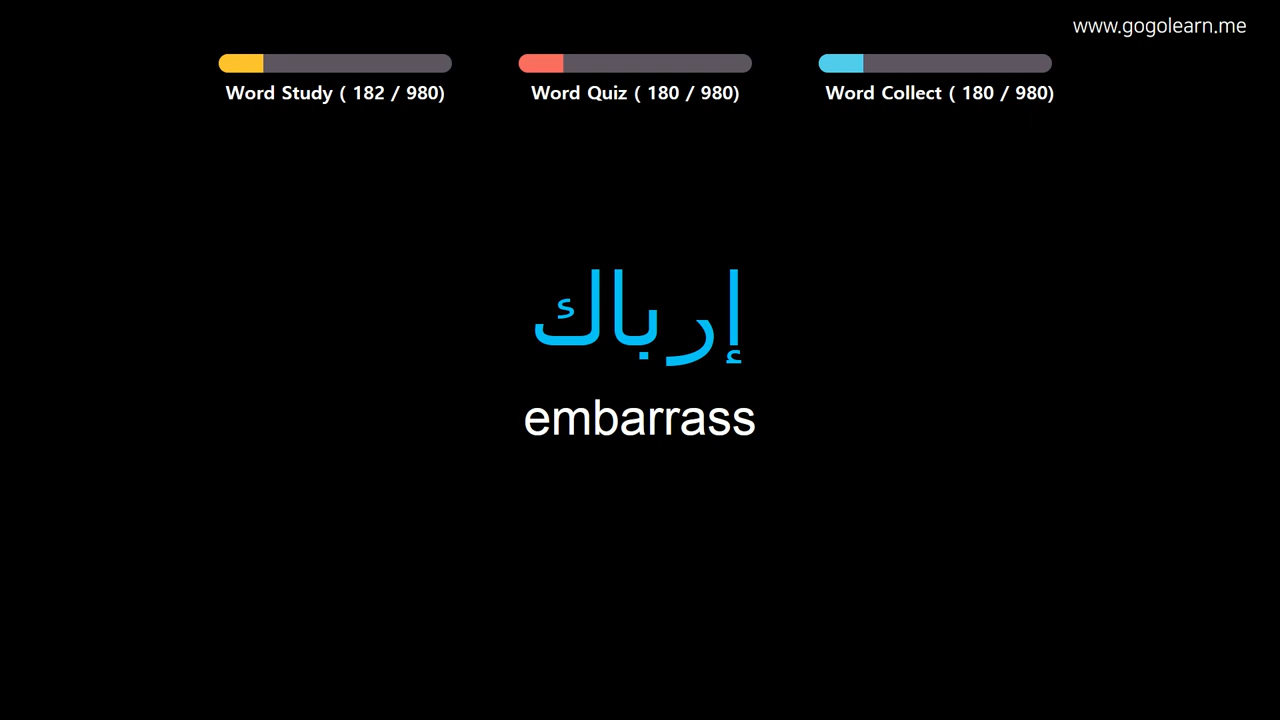 www.gogolearn.me
Word Study ( 182 / 980)
Word Quiz ( 180 / 980)
Word Collect ( 180 / 980)
إرباك
embarrass